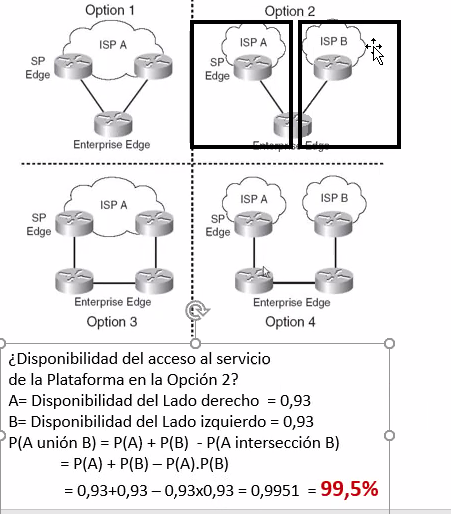 Option 1
Option 2
ISP A
ISP A
ISP B
SP
Edge
SP
Edge
Enterprise Edge
Enterprise Edge
ISP A
ISP A
ISP B
SP
Edge
SP
Edge
Enterprise Edge
Enterprise Edge
Option 3
Option 4
¿Disponibilidad del acceso al servicio
de la Plataforma en la Opción 2?
A= Disponibilidad del Lado derecho = 0,93
B= Disponibilidad del Lado izquierdo = 0,93
P(A unión B) = P(A) + P(B) - P(A intersección B)
= P(A) + P(B) – P(A).P(B)
= 0,93+0,93 – 0,93x0,93 = 0,9951 = 99,5%